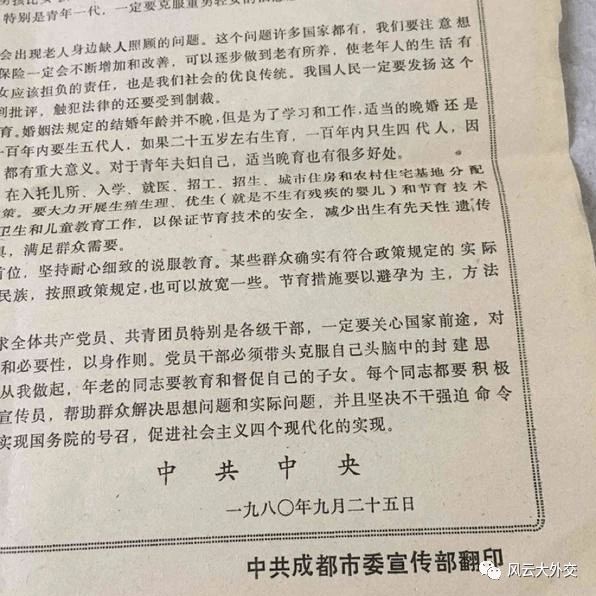 特别是青年一代，一定要克服重男轻女的
会出现老人身边缺人照顾的问题。这个问题许多国家都有，我们要注意想
保险一定会不断增加和改善，可以逐步做到老有所养，使老年人的生活有
女应该担负的责任，也是我们社会的优良传统。我国人民一定要发扬这个
到批评，触犯法律的还要受到制裁。
育。婚姻法规定的结婚年龄并不晚，但是为了学习和工作，适当的晚婚还是
一百年内要生五代人，如果二十五岁左右生育，一百年内只生四代人，因
都有重大意义。对于青年夫妇自己，适当晚育也有很多好处。
在入托儿所、入学、就医、招工、招生、城市住房和农村住宅基地分配
策。要大力开展生殖生理、优生（就是不生有残疾的婴儿）和节育技术
卫生和儿童教育工作，以保证节育技术的安全，减少出生有先天性遗传
具，满足群众需要。
首位，坚持耐心细致的说服教育。某些群众确实有符合政策规定的实际
民族，按照政策规定，也可以放宽一些。节育措施要以避孕为主，方法
求全体共产党员、共青团员特别是各级干部，一定要关心国家前途，对
和必要性，以身作则。党员干部必须带头克服自己头脑中的封建思
从我做起，年老的同志要教育和督促自己的子女。每个同志都要积极
宣传员，帮助群众解决思想问题和实际问题，并且坚决不干强迫命令
实现国务院的号召，促进社会主义四个现代化的实现。
中共中央
一九八〇年九月二十五日
中共成都市委宣传部翻印
风云大外交